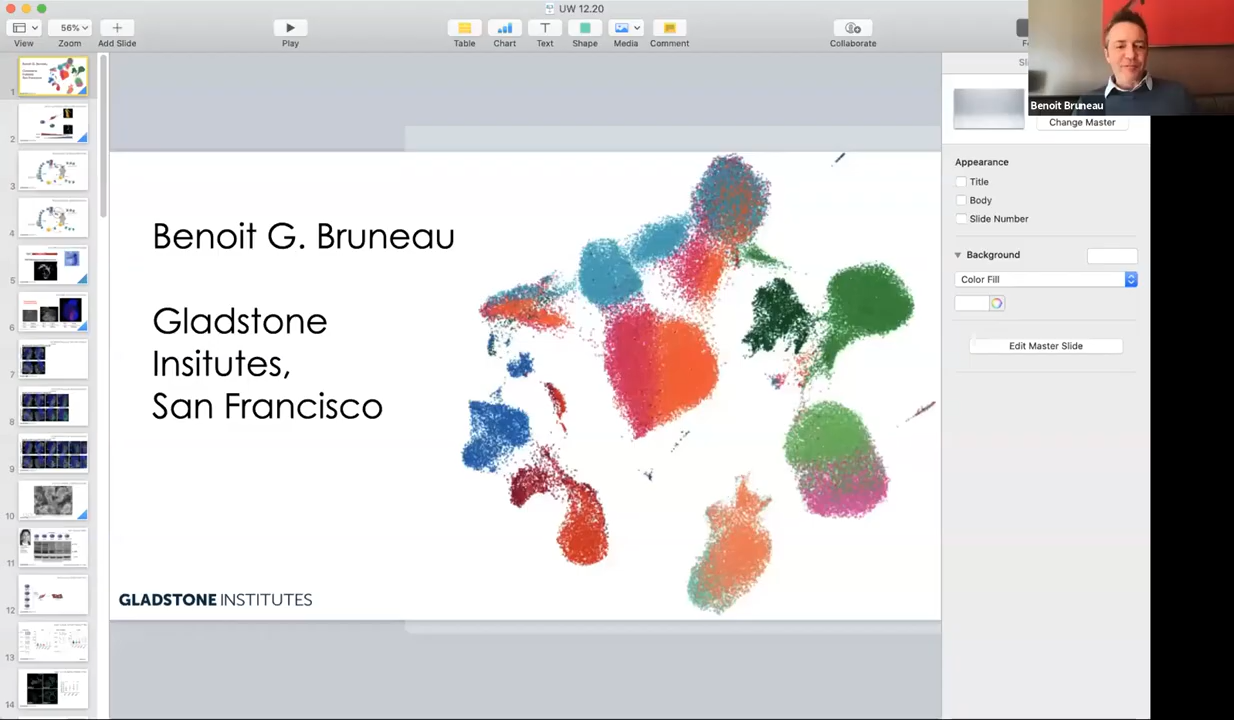 UW 12.20
56%
View
Zoom
Add Slide
Play
Table
Chart
Text
Shape
Media
Comment
Collaborate
Benoit Bruneau
Change Master
Appearance
Title
Body
Slide Number
Background
Color Fill
Edit Master Slide
1
2
3
4
5
6
7
8
9
10
11
12
13
14
Benoit G. Bruneau
Gladstone
Insitutes,
San Francisco
GLADSTONE INSTITUTES